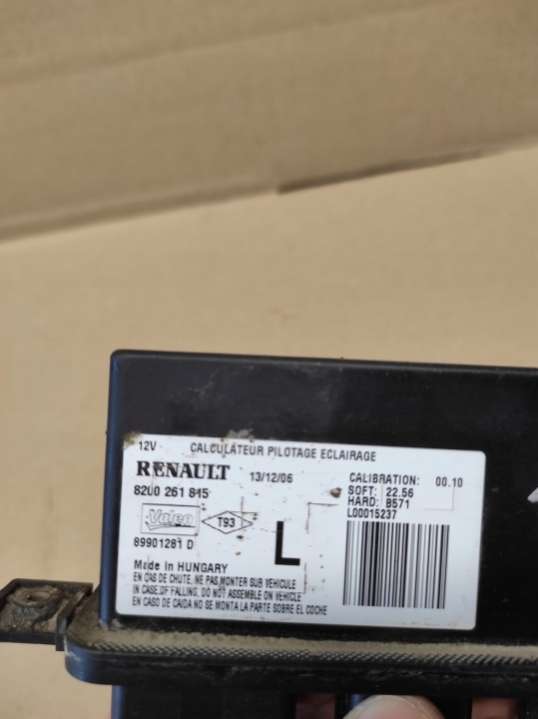 12V CALCULATEUR PILOTAGE ECLAIRAGE
RENAULT 13/12/06 CALIBRATION: 00.10
8200 261 815 SOFT: 22.56
HARD: B571
Valeo T93 L00015237
L
89901281 D
Made In HUNGARY
EN CAS DE CHUTE, NE PAS MONTER SUR VEHICULE
IN CASE OF FALLING, DO NOT ASSEMBLE ON VEHICLE
EN CASO DE CAIDA NO SE MONTA LA PARTE SOBRE EL COCHE